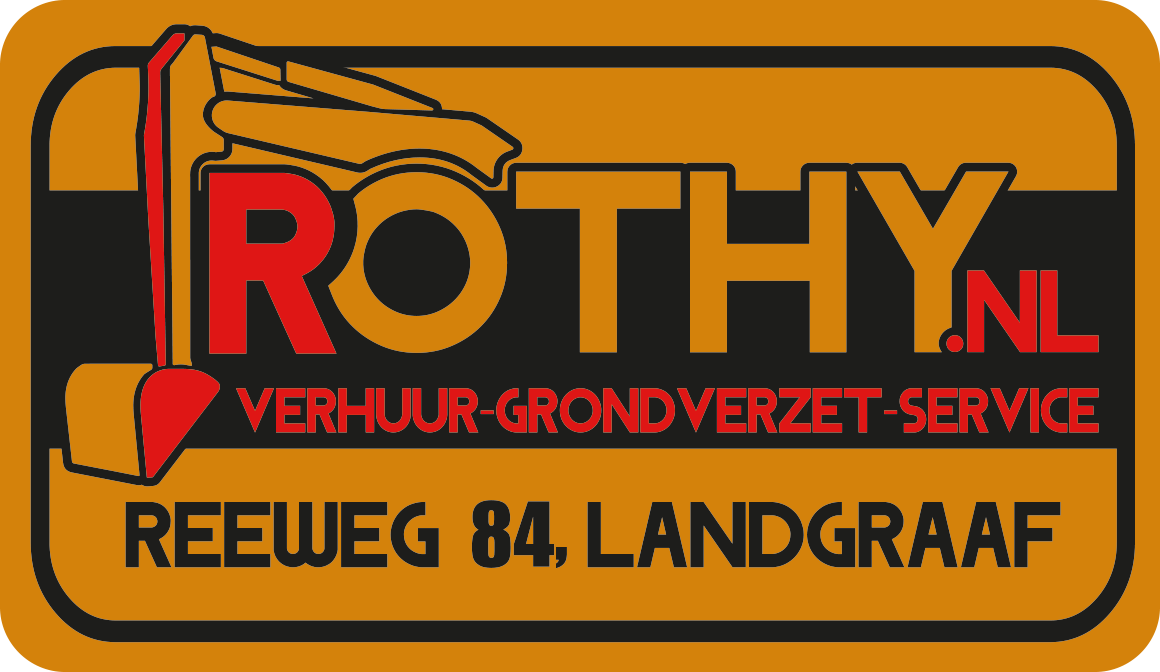 ROTHY.NL
VERHUUR-GRONDVERZET-SERVICE
REEWEG 84, LANDGRAAF